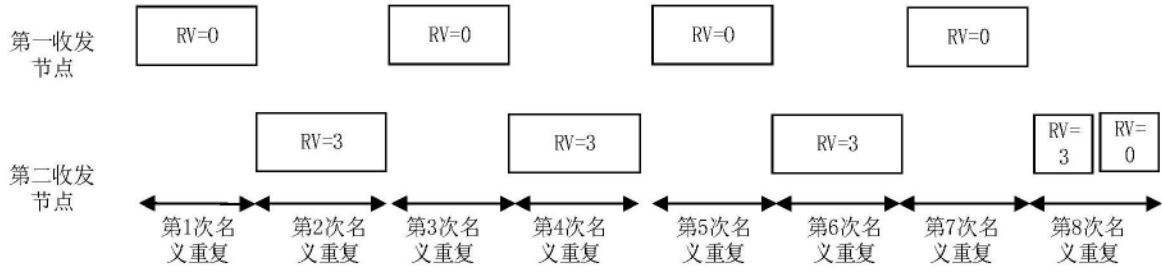 第一收发
节点
RV=0
RV=0
RV=0
RV=0
RV=3
RV=3
RV=3
RV=
3
RV=
0
第二收发
节点
第1次名
义重复
第2次名
义重复
第3次名
义重复
第4次名
义重复
第5次名
义重复
第6次名
义重复
第7次名
义重复
第8次名
义重复